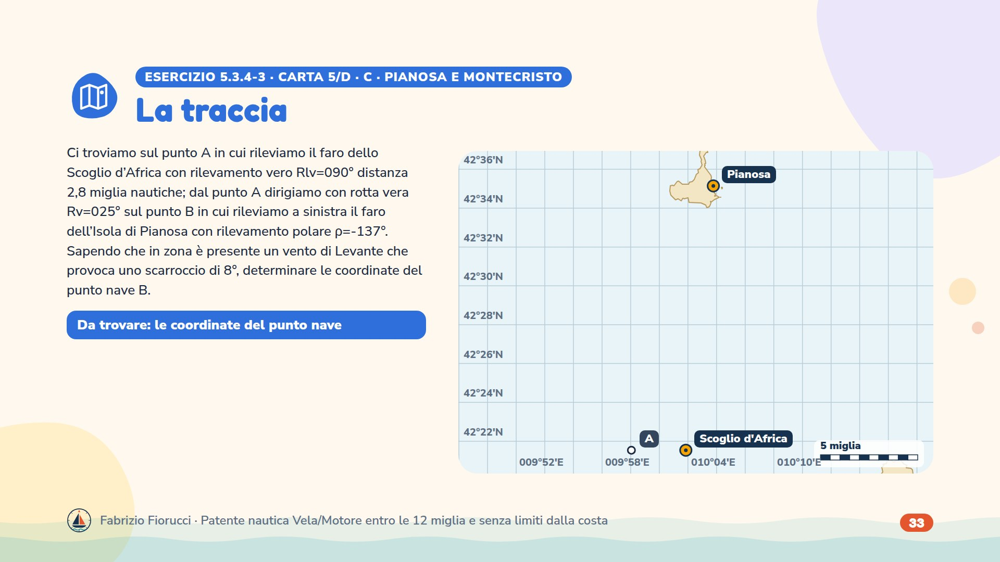 ESERCIZIO 5.3.4-3 · CARTA 5/D · C · PIANOSA E MONTECRISTO
La traccia
Ci troviamo sul punto A in cui rileviamo il faro dello
Scoglio d'Africa con rilevamento vero Rlv=090° distanza
2,8 miglia nautiche; dal punto A dirigiamo con rotta vera
Rv=025° sul punto B in cui rileviamo a sinistra il faro
dell'Isola di Pianosa con rilevamento polare ρ=-137°.
Sapendo che in zona è presente un vento di Levante che
provoca uno scarroccio di 8°, determinare le coordinate del
punto nave B.
Da trovare: le coordinate del punto nave
42°36'N
Pianosa
42°34'N
42°32'N
42°30'N
42°28'N
42°26'N
42°24'N
42°22'N
A
Scoglio d'Africa
5 miglia
009°52'E
009°58'E
010°04'E
010°10'E
Fabrizio Fiorucci · Patente nautica Vela/Motore entro le 12 miglia e senza limiti dalla costa
33